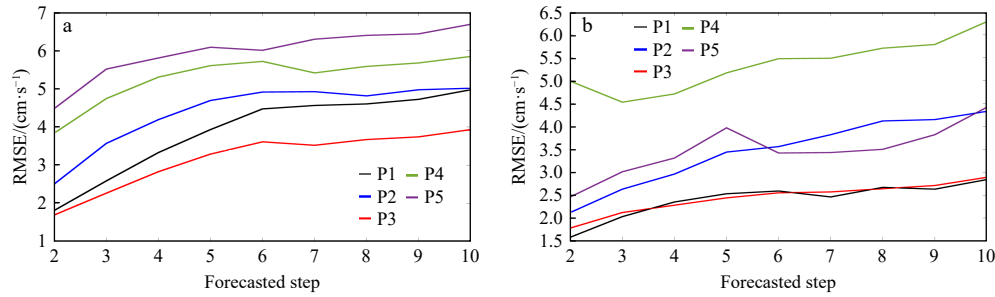 a
7
6
5
4
3
2
1
RMSE/(cm·s⁻¹)
P1 P4
P2 P5
P3
2 3 4 5 6 7 8 9 10
Forecasted step
b
6.5
6.0
5.5
5.0
4.5
4.0
3.5
3.0
2.5
2.0
1.5
RMSE/(cm·s⁻¹)
P1 P4
P2 P5
P3
2 3 4 5 6 7 8 9 10
Forecasted step